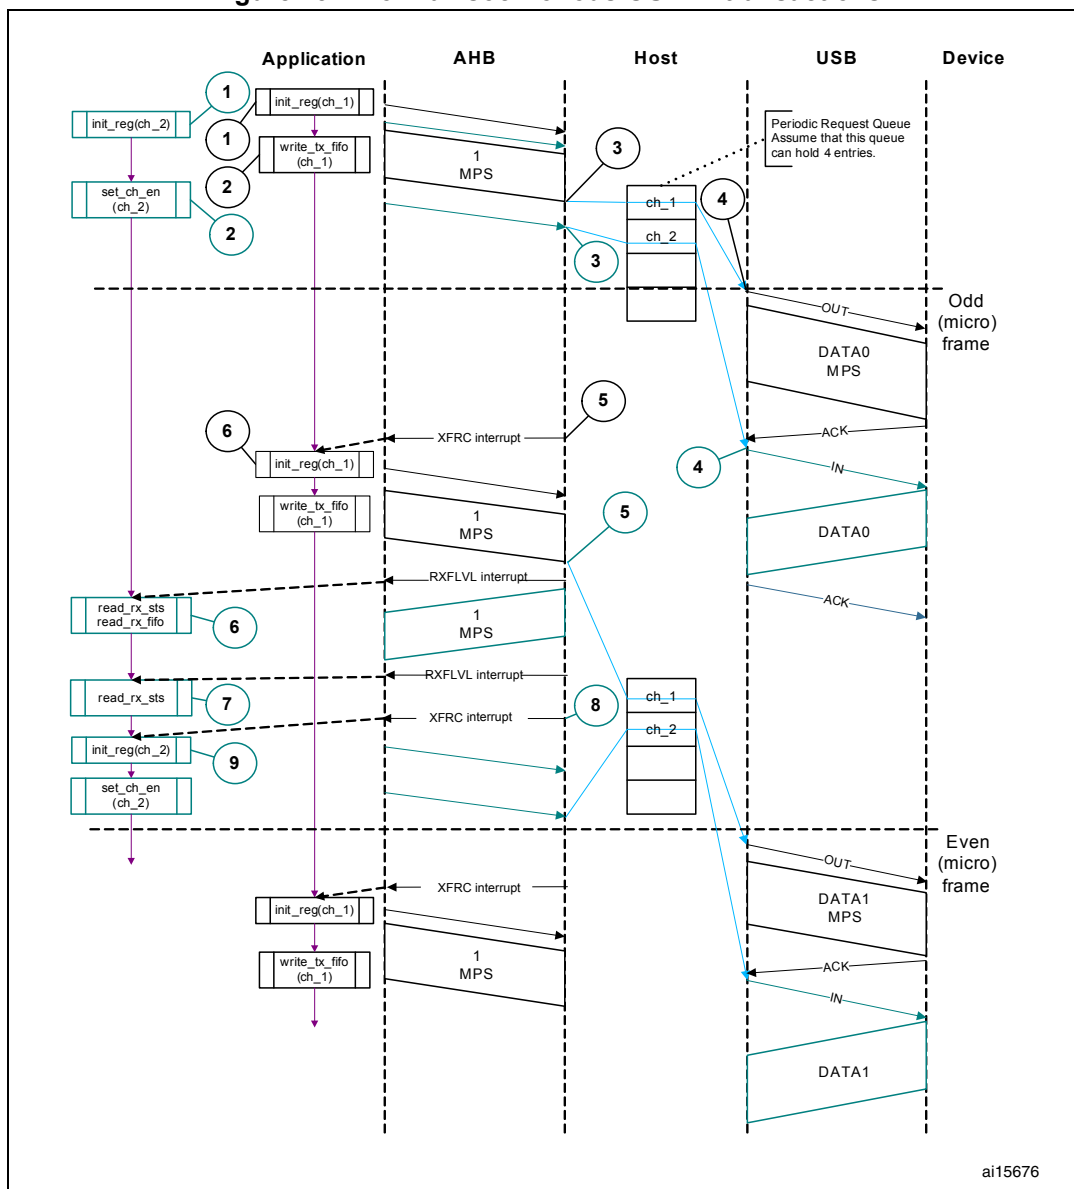 Application AHB Host USB Device
1
init_reg(ch_1)
init_reg(ch_2)
1
Periodic Request Queue
Assume that this queue
can hold 4 entries.
write_tx_fifo
(ch_1)
1
MPS
3
2
set_ch_en
(ch_2)
4
ch_1
2
ch_2
3
Odd
(micro)
frame
OUT
DATA0
MPS
5
ACK
6
XFRC interrupt
init_reg(ch_1)
4
IN
write_tx_fifo
(ch_1)
1
MPS
5
DATA0
RXFLVL interrupt
read_rx_sts
read_rx_fifo
6
1
MPS
ACK
RXFLVL interrupt
read_rx_sts
7
ch_1
8
XFRC interrupt
ch_2
init_reg(ch_2)
9
set_ch_en
(ch_2)
Even
(micro)
frame
OUT
XFRC interrupt
init_reg(ch_1)
DATA1
MPS
write_tx_fifo
(ch_1)
1
MPS
ACK
IN
DATA1
ai15676